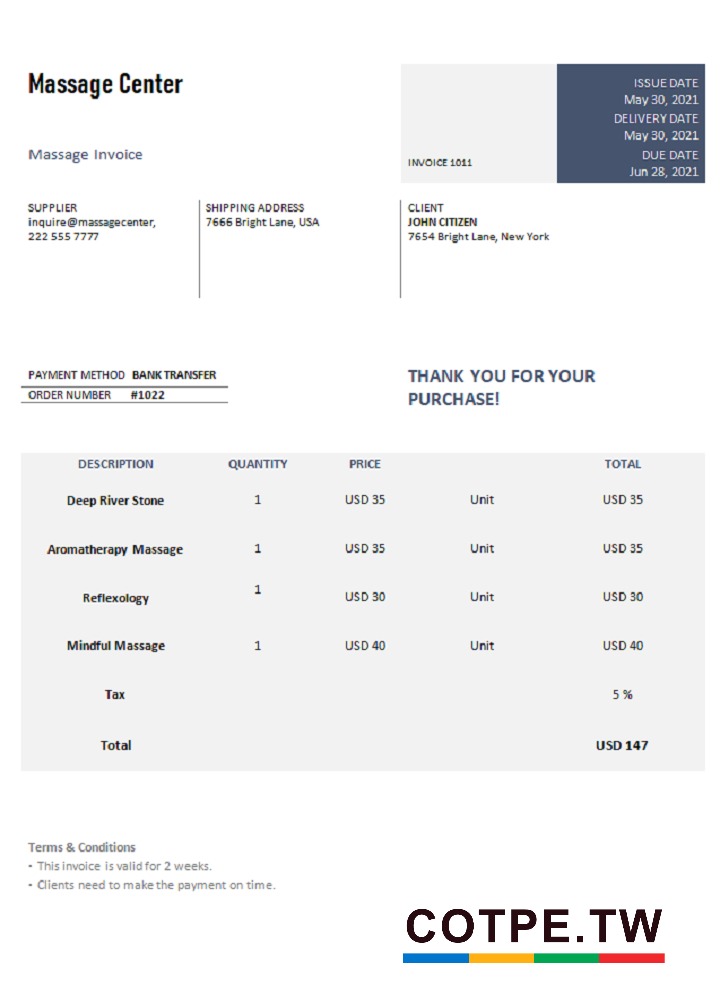 Massage Center
Massage Invoice
INVOICE 1011
ISSUE DATE
May 30, 2021
DELIVERY DATE
May 30, 2021
DUE DATE
Jun 28, 2021
SUPPLIER
inquire@massagecenter,
222 555 7777
SHIPPING ADDRESS
7666 Bright Lane, USA
CLIENT
JOHN CITIZEN
7654 Bright Lane, New York
PAYMENT METHOD BANK TRANSFER
ORDER NUMBER #1022
THANK YOU FOR YOUR
PURCHASE!
DESCRIPTION QUANTITY PRICE TOTAL
Deep River Stone 1 USD 35 Unit USD 35
Aromatherapy Massage 1 USD 35 Unit USD 35
Reflexology 1 USD 30 Unit USD 30
Mindful Massage 1 USD 40 Unit USD 40
Tax 5 %
Total USD 147
Terms & Conditions
- This invoice is valid for 2 weeks.
- Clients need to make the payment on time.
COTPE.TW